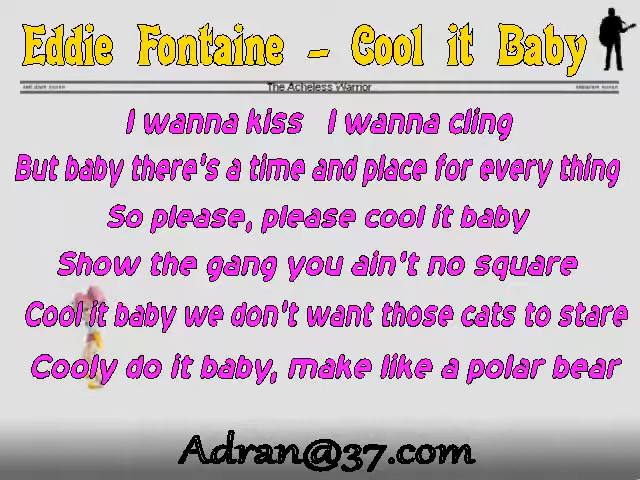 Eddie Fontaine - Cool it Baby
The Acheless Warrior
I wanna kiss I wanna cling
But baby there's a time and place for every thing
So please, please cool it baby
Show the gang you ain't no square
Cool it baby we don't want those cats to stare
Cooly do it baby, make like a polar bear
Adran@37.com